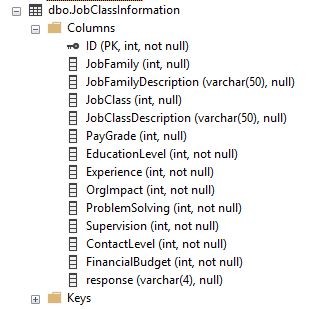 dbo.JobClassInformation
Columns
ID (PK, int, not null)
JobFamily (int, null)
JobFamilyDescription (varchar(50), null)
JobClass (int, null)
JobClassDescription (varchar(50), null)
PayGrade (int, null)
EducationLevel (int, not null)
Experience (int, not null)
OrgImpact (int, not null)
ProblemSolving (int, not null)
Supervision (int, not null)
ContactLevel (int, not null)
FinancialBudget (int, not null)
response (varchar(4), null)
Keys